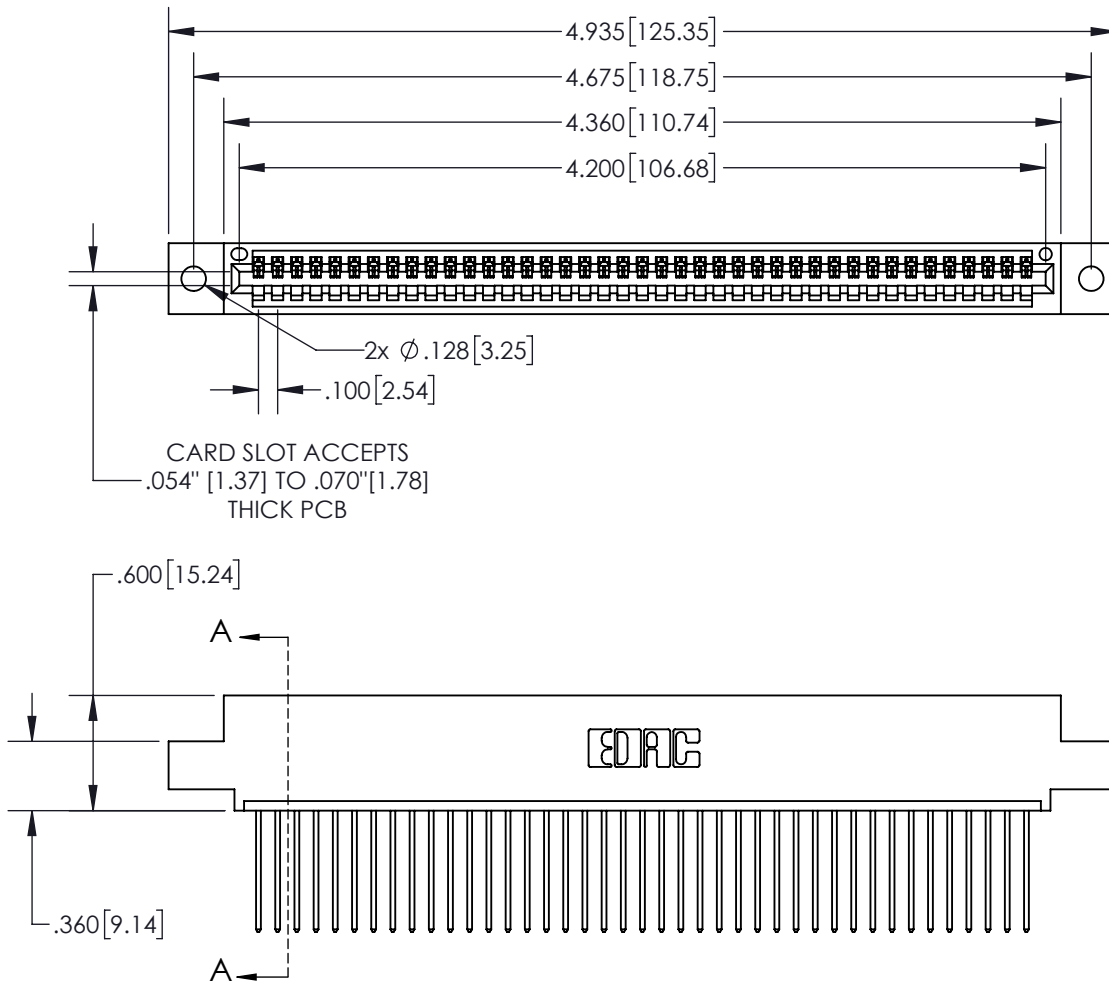 4.935[125.35]
4.675[118.75]
4.360[110.74]
4.200[106.68]
2x Ø.128[3.25]
.100[2.54]
CARD SLOT ACCEPTS
.054" [1.37] TO .070"[1.78]
THICK PCB
.600[15.24]
A
EDAC
.360[9.14]
A